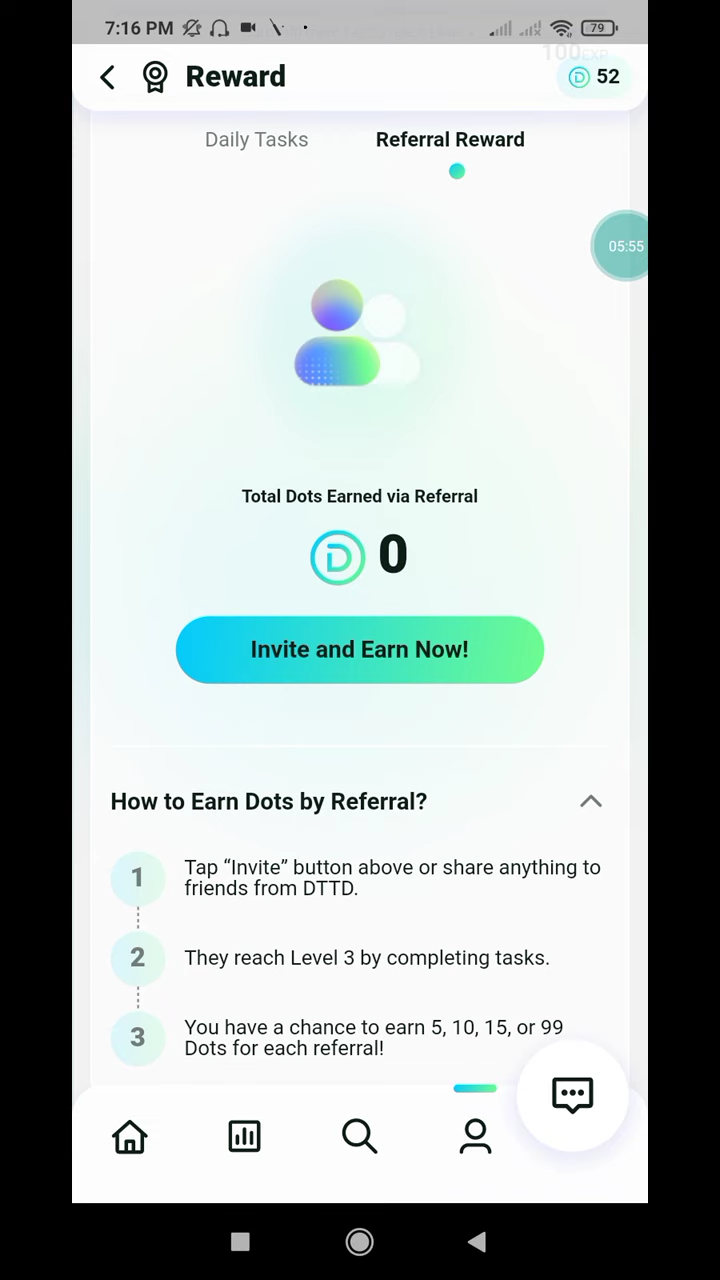 7:16 PM
79
100EXP
Reward
52
Daily Tasks
Referral Reward
05:55
Total Dots Earned via Referral
0
Invite and Earn Now!
How to Earn Dots by Referral?
1
Tap “Invite” button above or share anything to
friends from DTTD.
2
They reach Level 3 by completing tasks.
3
You have a chance to earn 5, 10, 15, or 99
Dots for each referral!